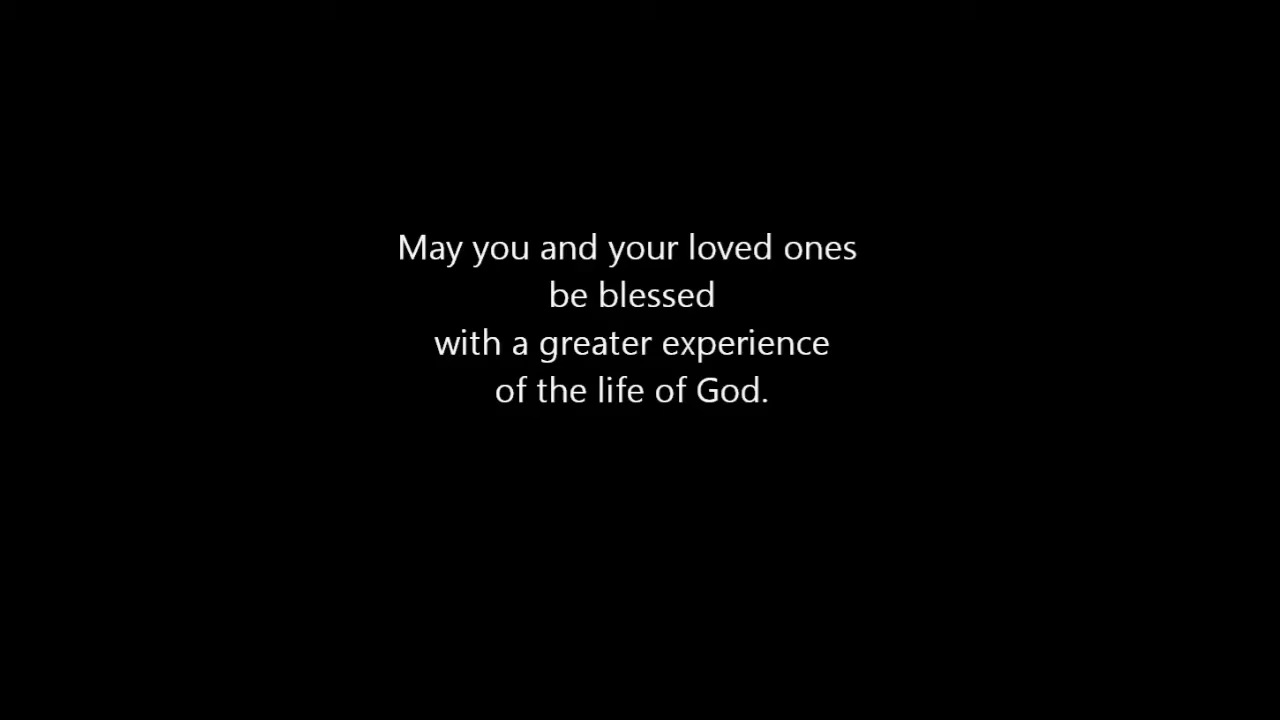 May you and your loved ones
be blessed
with a greater experience
of the life of God.